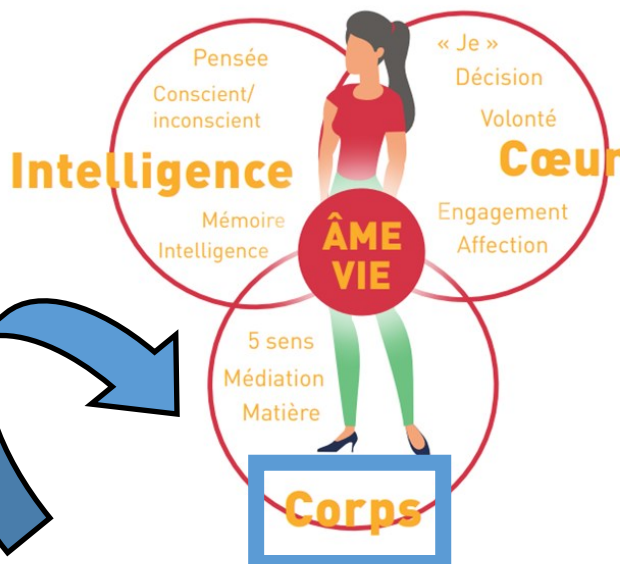 Pensée
Conscient/
inconscient
Intelligence
Mémoire
Intelligence
« Je »
Décision
Volonté
Cœur
Engagement
Affection
ÂME
VIE
5 sens
Médiation
Matière
Corps